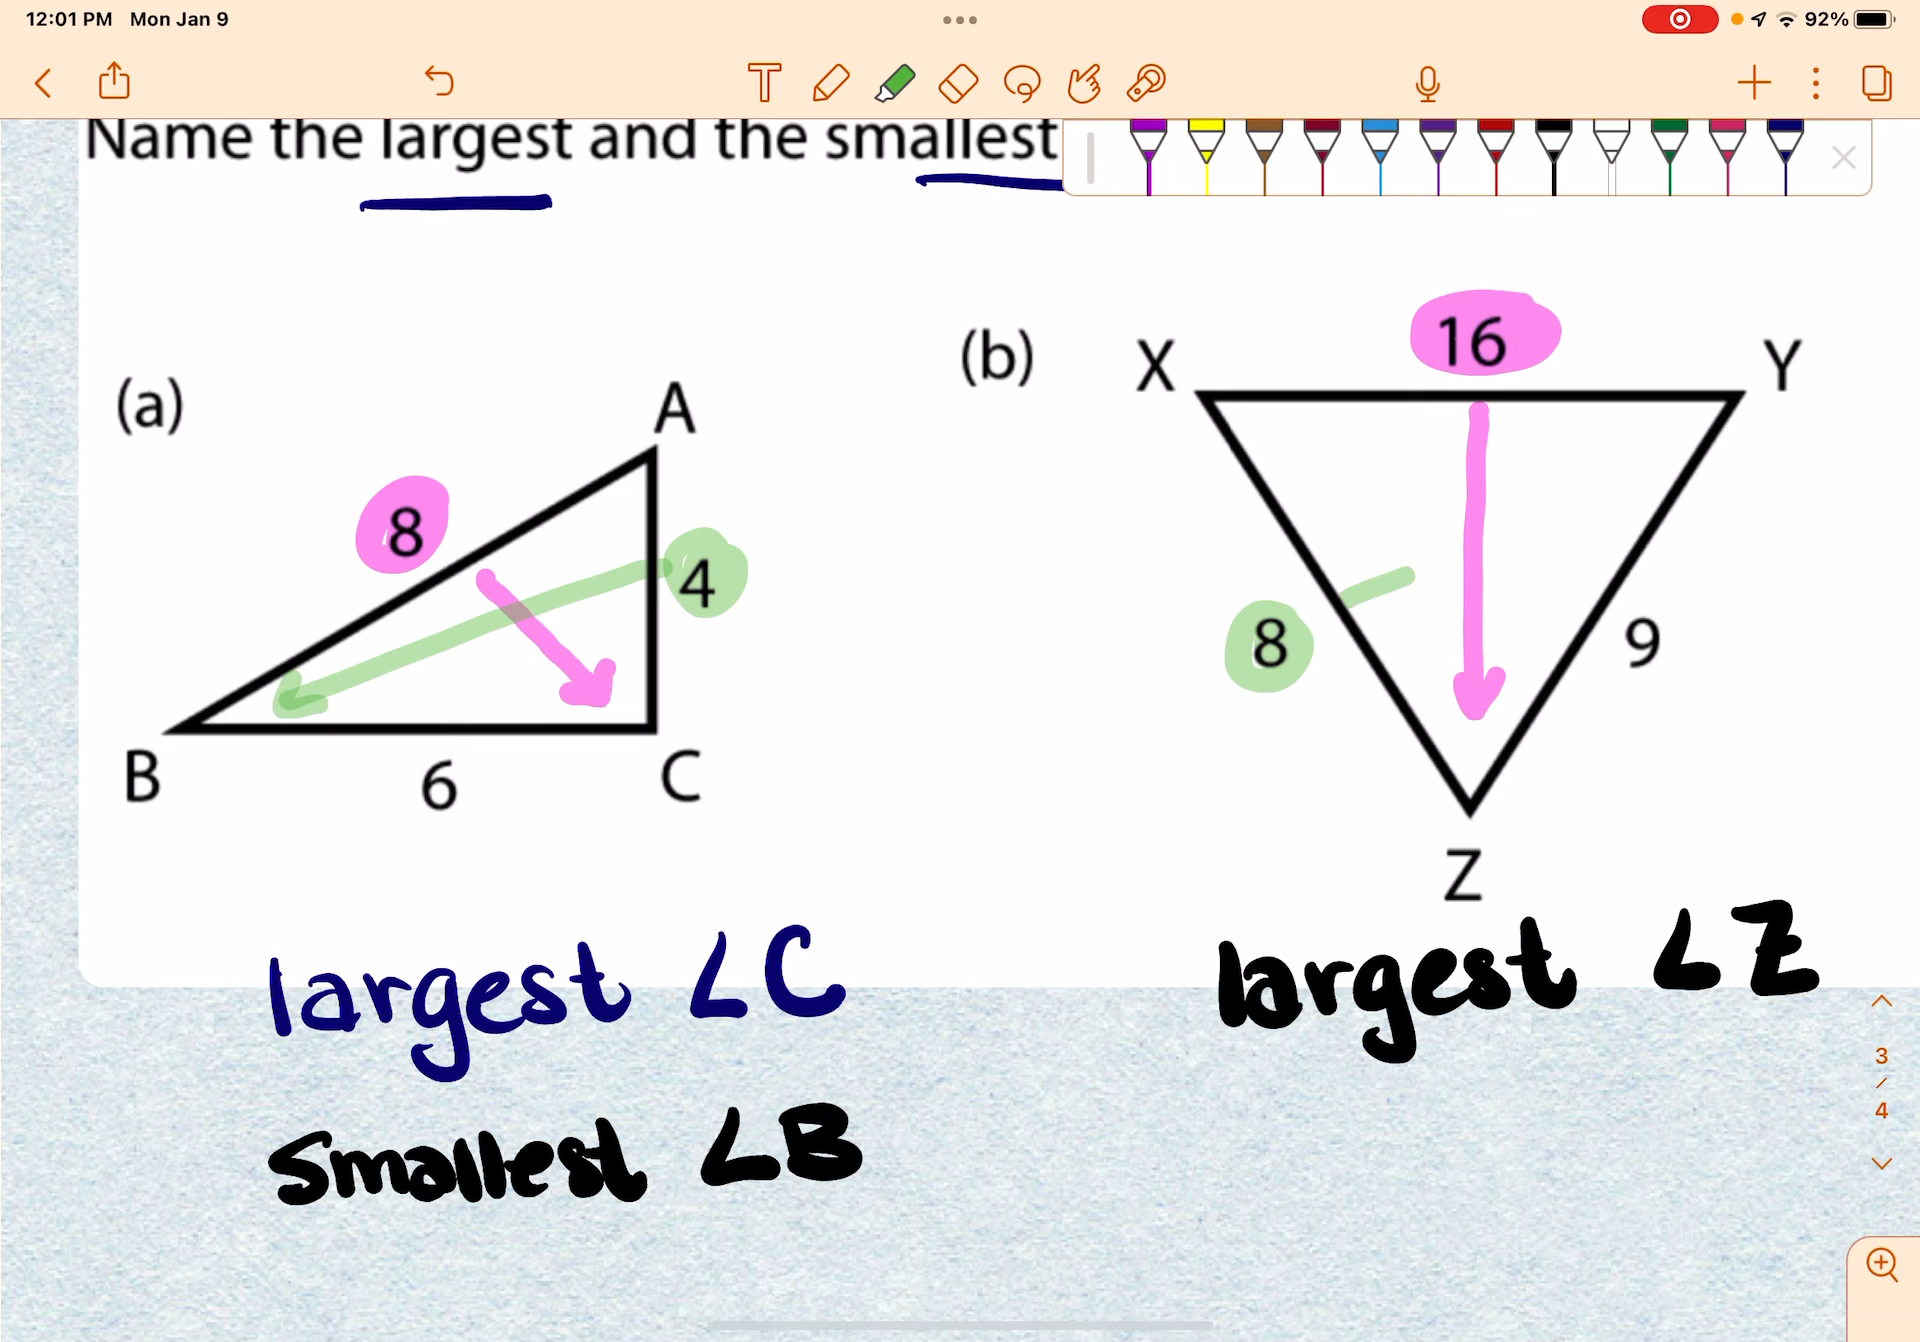 12:01 PM Mon Jan 9
92%
Name the largest and the smallest
(a)
A
8
4
B
6
C
(b)
X
16
Y
8
9
Z
largest ∠C
Smallest ∠B
largest ∠Z
3
/
4